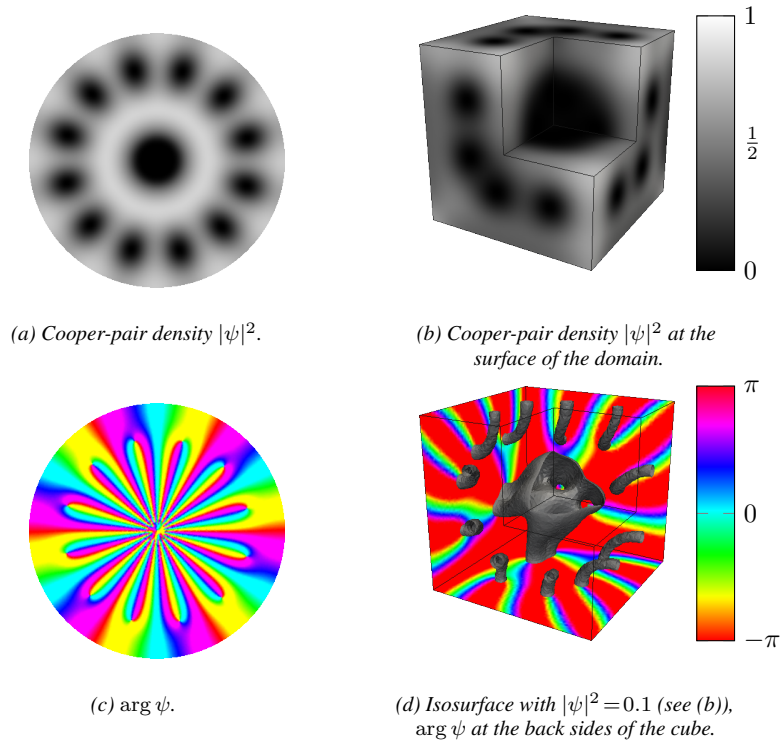 1
1/2
0
(a) Cooper-pair density |ψ|².
(b) Cooper-pair density |ψ|² at the
surface of the domain.
π
0
−π
(c) arg ψ.
(d) Isosurface with |ψ|² = 0.1 (see (b)),
arg ψ at the back sides of the cube.